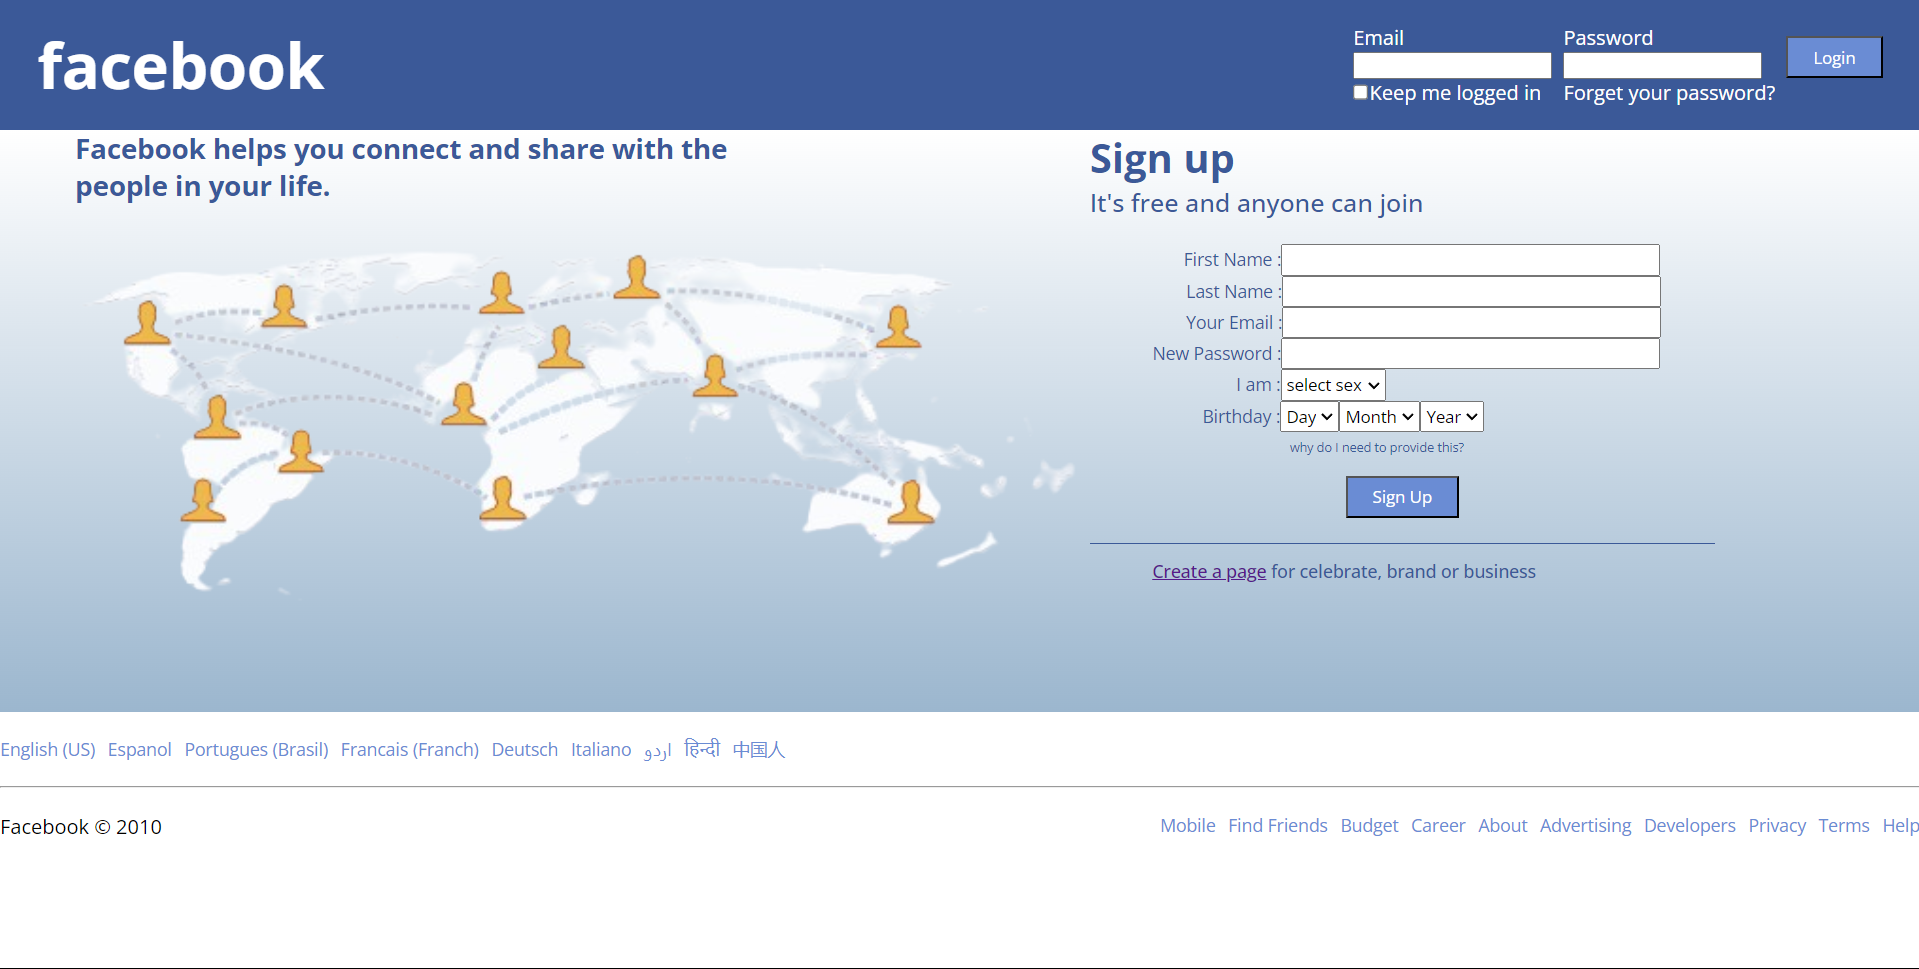 facebook
Email Password
Login
Keep me logged in Forget your password?
Facebook helps you connect and share with the
people in your life.
Sign up
It's free and anyone can join
First Name :
Last Name :
Your Email :
New Password :
I am : select sex
Birthday : Day Month Year
why do I need to provide this?
Sign Up
Create a page for celebrate, brand or business
English (US) Espanol Portugues (Brasil) Francais (Franch) Deutsch Italiano اردو हिन्दी 中国人
Facebook © 2010
Mobile Find Friends Budget Career About Advertising Developers Privacy Terms Help